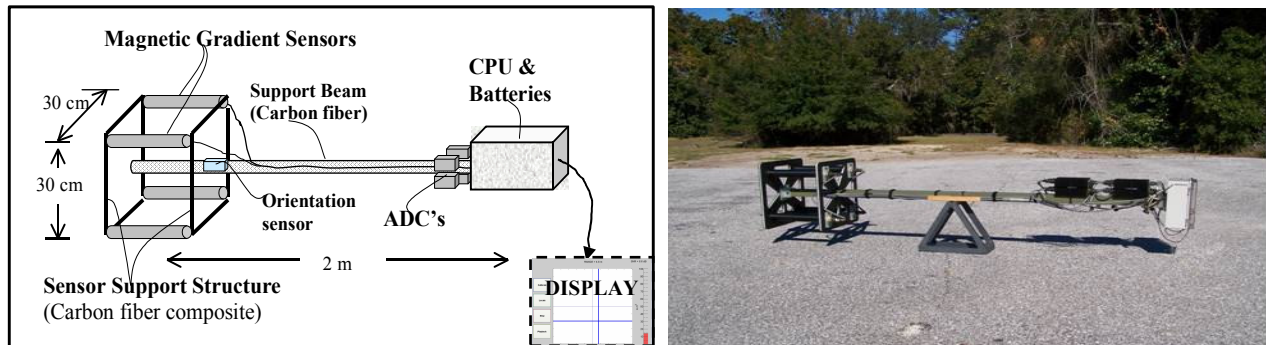 Magnetic Gradient Sensors
30 cm
Support Beam
(Carbon fiber)
CPU &
Batteries
30 cm
Orientation
sensor
ADC's
2 m
Sensor Support Structure
(Carbon fiber composite)
DISPLAY